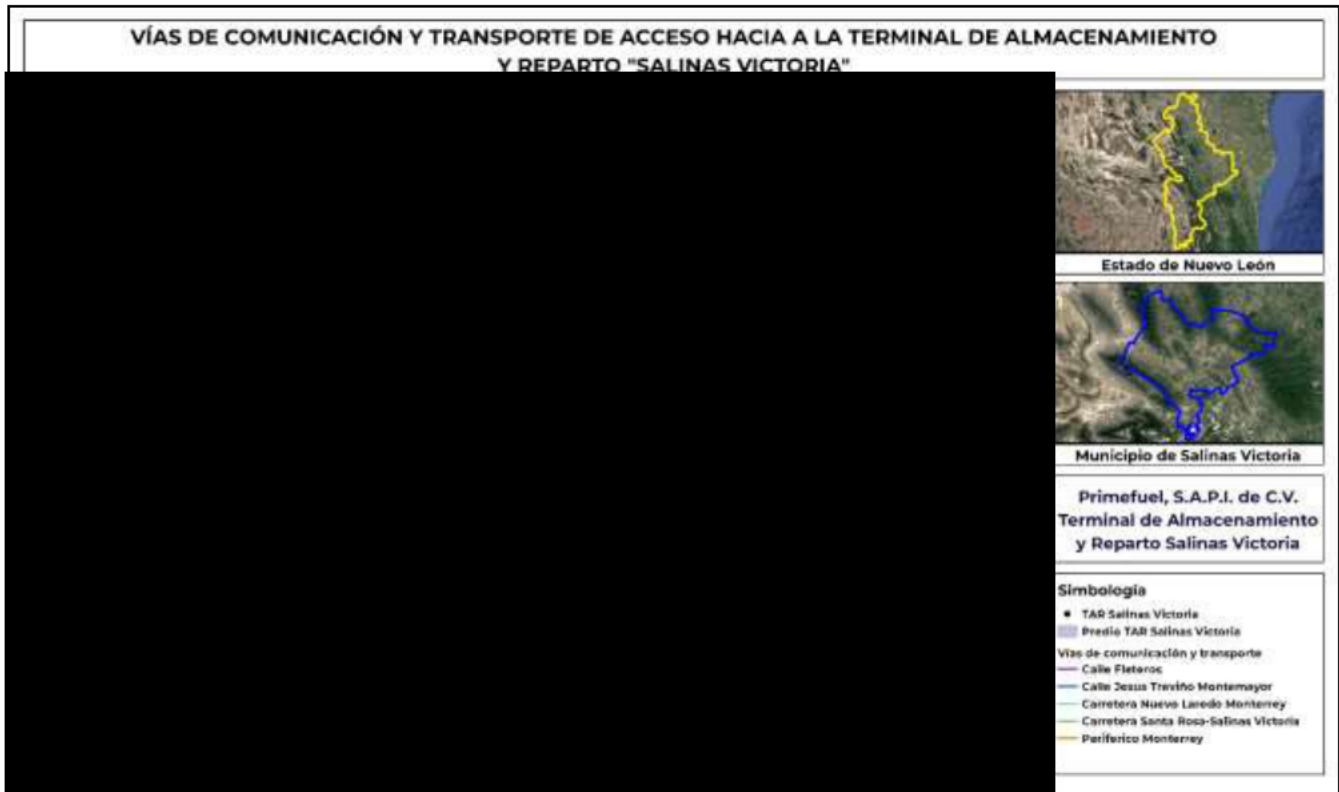 VÍAS DE COMUNICACIÓN Y TRANSPORTE DE ACCESO HACIA A LA TERMINAL DE ALMACENAMIENTO
Y REPARTO "SALINAS VICTORIA"
Estado de Nuevo León
Municipio de Salinas Victoria
Primefuel, S.A.P.I. de C.V.
Terminal de Almacenamiento
y Reparto Salinas Victoria
Simbología
TAR Salinas Victoria
Predio TAR Salinas Victoria
Vías de comunicación y transporte
Calle Fleteros
Calle Jesus Treviño Montemayor
Carretera Nuevo Laredo Monterrey
Carretera Santa Rosa-Salinas Victoria
Periferico Monterrey